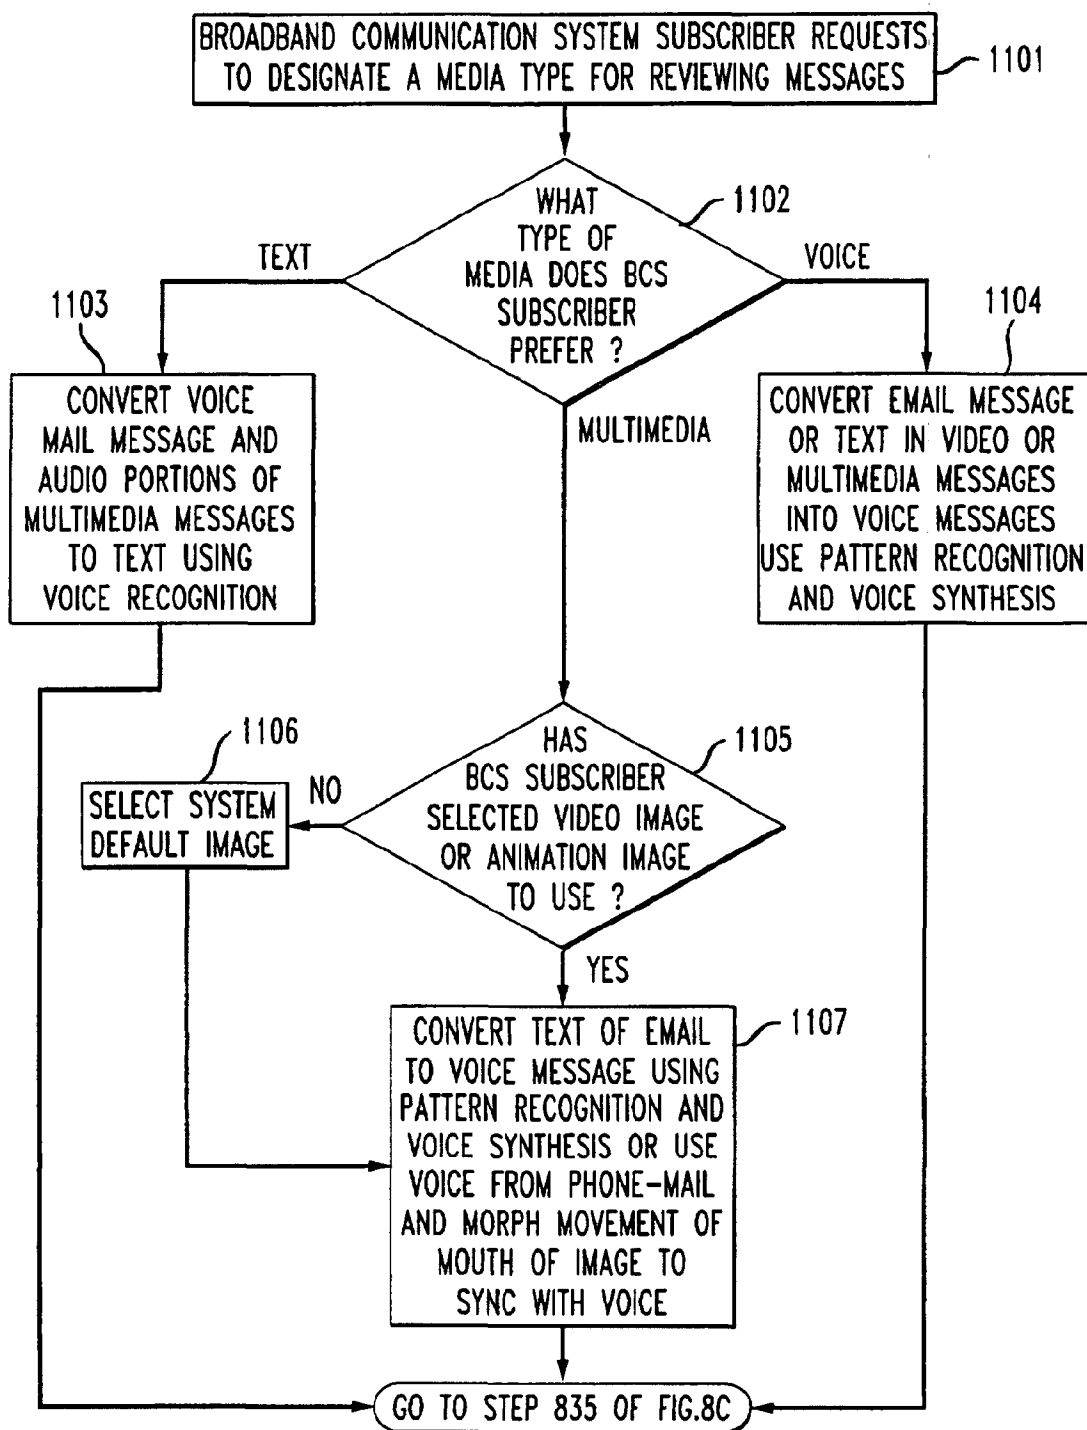 BROADBAND COMMUNICATION SYSTEM SUBSCRIBER REQUESTS
TO DESIGNATE A MEDIA TYPE FOR REVIEWING MESSAGES
1101
WHAT
TYPE OF
MEDIA DOES BCS
SUBSCRIBER
PREFER ?
1102
TEXT
VOICE
MULTIMEDIA
1103
CONVERT VOICE
MAIL MESSAGE AND
AUDIO PORTIONS OF
MULTIMEDIA MESSAGES
TO TEXT USING
VOICE RECOGNITION
1104
CONVERT EMAIL MESSAGE
OR TEXT IN VIDEO OR
MULTIMEDIA MESSAGES
INTO VOICE MESSAGES
USE PATTERN RECOGNITION
AND VOICE SYNTHESIS
HAS
BCS SUBSCRIBER
SELECTED VIDEO IMAGE
OR ANIMATION IMAGE
TO USE ?
1105
NO
1106
SELECT SYSTEM
DEFAULT IMAGE
YES
CONVERT TEXT OF EMAIL
TO VOICE MESSAGE USING
PATTERN RECOGNITION AND
VOICE SYNTHESIS OR USE
VOICE FROM PHONE-MAIL
AND MORPH MOVEMENT OF
MOUTH OF IMAGE TO
SYNC WITH VOICE
1107
GO TO STEP 835 OF FIG.8C